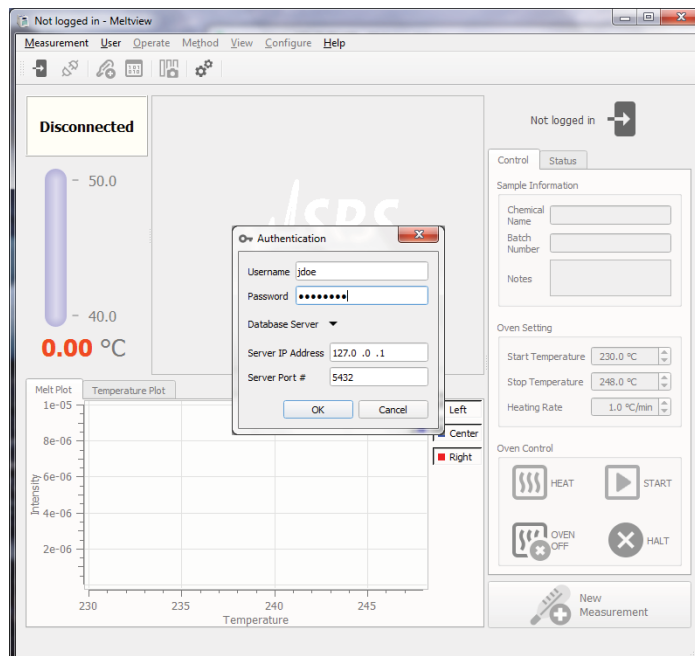 Not logged in - Meltview
Measurement User Operate Method View Configure Help
Disconnected
50.0
40.0
0.00 °C
SBS
Not logged in
Control Status
Sample Information
Chemical Name
Batch Number
Notes
Oven Setting
Start Temperature 230.0 °C
Stop Temperature 248.0 °C
Heating Rate 1.0 °C/min
Oven Control
HEAT START
OVEN OFF HALT
New Measurement
Authentication
Username jdoe
Password ●●●●●●●●
Database Server
Server IP Address 127.0 .0 .1
Server Port # 5432
OK Cancel
Melt Plot Temperature Plot
1e-05
8e-06
6e-06
4e-06
2e-06
Intensity
230 235 240 245
Temperature
Left
Center
Right